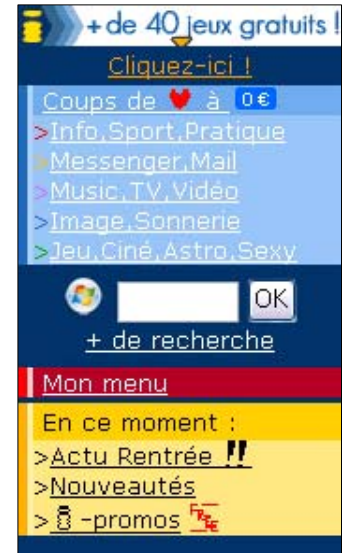 + de 40 jeux gratuits !
Cliquez-ici !
Coups de ♥ à 0€
>Info,Sport,Pratique
>Messenger,Mail
>Music,TV,Vidéo
>Image,Sonnerie
>Jeu,Ciné,Astro,Sexy
OK
+ de recherche
Mon menu
En ce moment :
>Actu Rentrée !!
>Nouveautés
> -promos